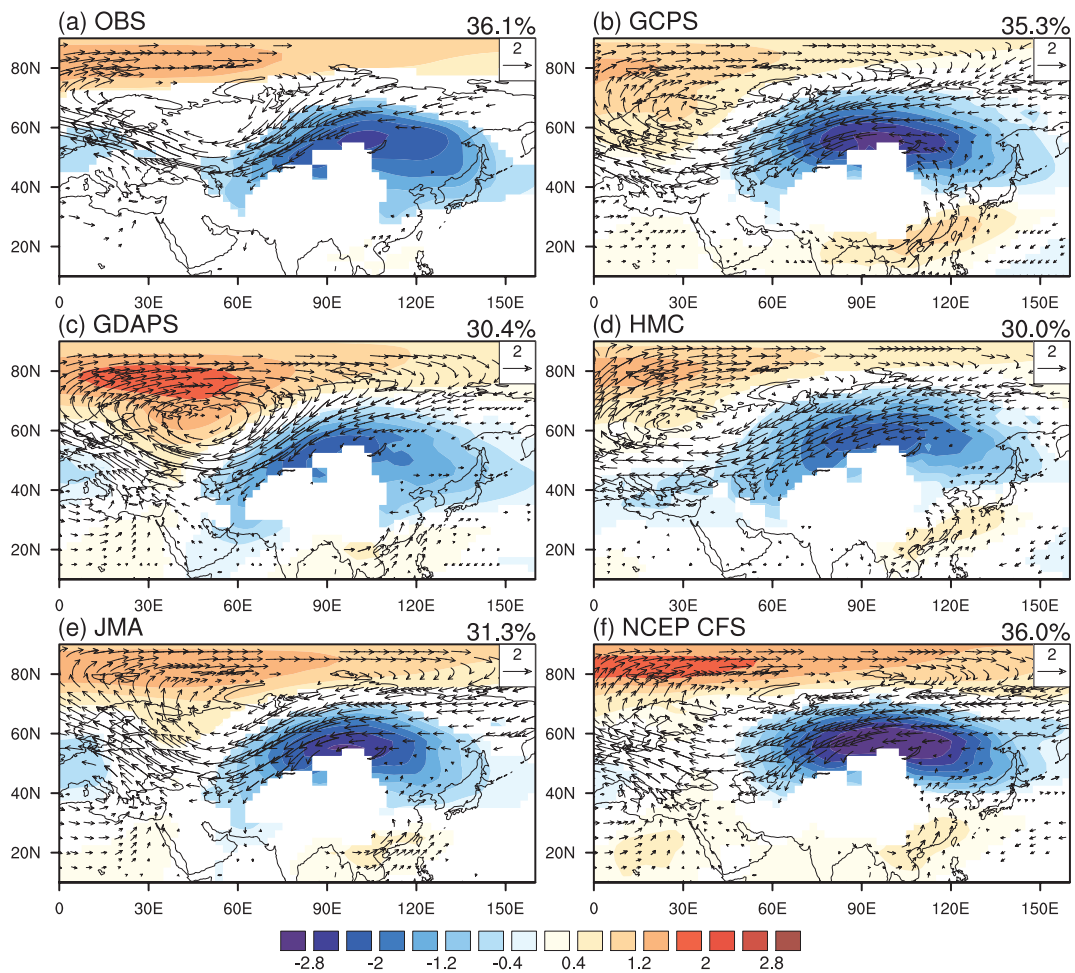 (a) OBS 36.1% (b) GCPS 35.3%
2 2
80N 80N
60N 60N
40N 40N
20N 20N
0 30E 60E 90E 120E 150E 0 30E 60E 90E 120E 150E
(c) GDAPS 30.4% (d) HMC 30.0%
2 2
80N 80N
60N 60N
40N 40N
20N 20N
0 30E 60E 90E 120E 150E 0 30E 60E 90E 120E 150E
(e) JMA 31.3% (f) NCEP CFS 36.0%
2 2
80N 80N
60N 60N
40N 40N
20N 20N
0 30E 60E 90E 120E 150E 0 30E 60E 90E 120E 150E
-2.8 -2 -1.2 -0.4 0.4 1.2 2 2.8